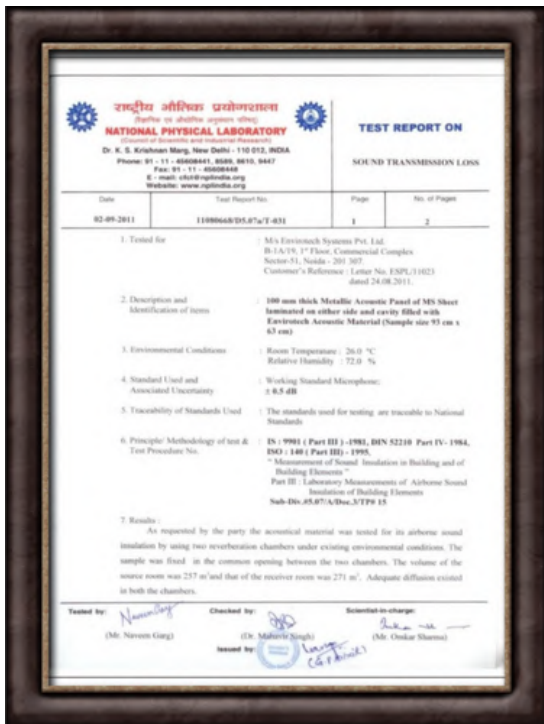 राष्ट्रीय भौतिक प्रयोगशाला
(वैज्ञानिक एवं औद्योगिक अनुसंधान परिषद्)
NATIONAL PHYSICAL LABORATORY
(Council of Scientific and Industrial Research)
Dr. K. S. Krishnan Marg, New Delhi - 110 012, INDIA
Phone: 91 - 11 - 45608441, 8589, 8610, 9447
Fax: 91 - 11 - 45608448
E - mail: cfct@nplindia.org
Website: www.nplindia.org
TEST REPORT ON
SOUND TRANSMISSION LOSS
Date Test Report No. Page No. of Pages
02-09-2011 11080668/D5.07a/T-031 1 2
1. Tested for : M/s Envirotech Systems Pvt. Ltd.
B-1A/19, 1st Floor, Commercial Complex
Sector-51, Noida - 201 307.
Customer's Reference : Letter No. ESPL/11023
dated 24.08.2011.
2. Description and : 100 mm thick Metallic Acoustic Panel of MS Sheet
Identification of items laminated on either side and cavity filled with
Envirotech Acoustic Material (Sample size 93 cm x
63 cm)
3. Environmental Conditions : Room Temperature : 26.0 °C
Relative Humidity : 72.0 %
4. Standard Used and : Working Standard Microphone:
Associated Uncertainty ± 0.5 dB
5. Traceability of Standards Used : The standards used for testing are traceable to National
Standards
6. Principle/ Methodology of test & : IS : 9901 ( Part III ) -1981, DIN 52210 Part IV- 1984,
Test Procedure No. ISO : 140 ( Part III) - 1995.
" Measurement of Sound Insulation in Building and of
Building Elements "
Part III : Laboratory Measurements of Airborne Sound
Insulation of Building Elements
Sub-Div.#5.07/A/Doc.3/TP# 15
7. Results :
As requested by the party the acoustical material was tested for its airborne sound
insulation by using two reverberation chambers under existing environmental conditions. The
sample was fixed in the common opening between the two chambers. The volume of the
source room was 257 m³and that of the receiver room was 271 m³. Adequate diffusion existed
in both the chambers.
Tested by: Naveen Garg Checked by: Scientist-in-charge:
(Mr. Naveen Garg) (Dr. Mahavir Singh) (Mr. Omkar Sharma)
Issued by: